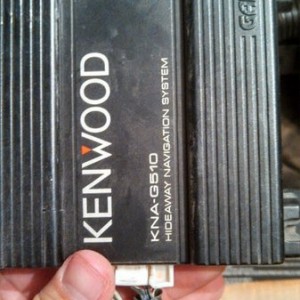 KENWOOD
KNA-G510
HIDEAWAY NAVIGATION SYSTEM